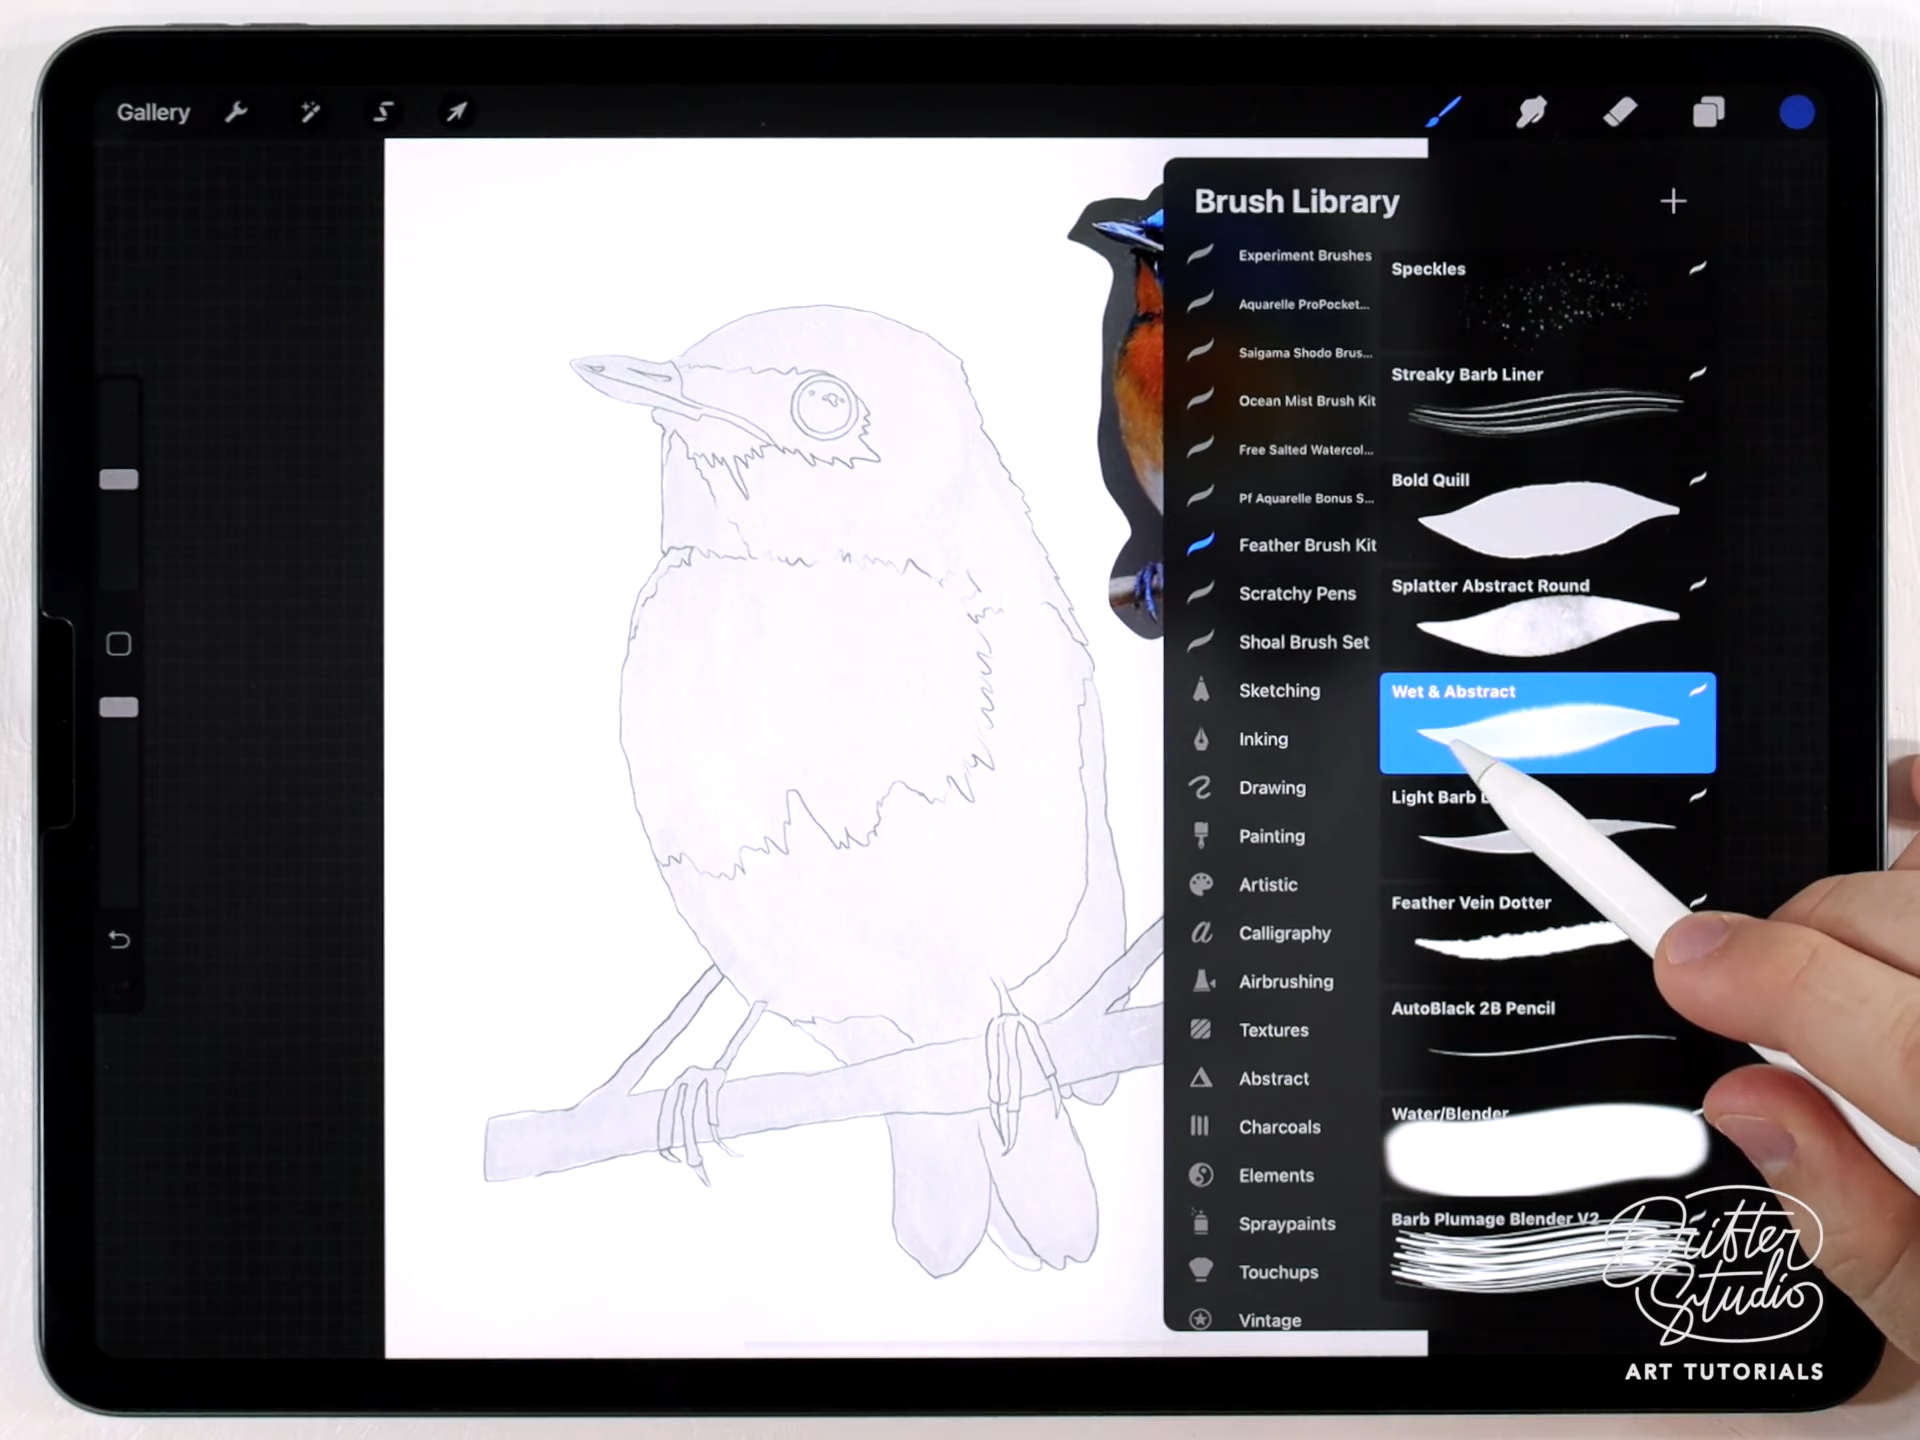 Gallery
Brush Library
Experiment Brushes
Aquarelle ProPocket...
Saigama Shodo Brus...
Ocean Mist Brush Kit
Free Salted Watercol...
Pf Aquarelle Bonus S...
Feather Brush Kit
Scratchy Pens
Shoal Brush Set
Sketching
Inking
Drawing
Painting
Artistic
Calligraphy
Airbrushing
Textures
Abstract
Charcoals
Elements
Spraypaints
Touchups
Vintage
Speckles
Streaky Barb Liner
Bold Quill
Splatter Abstract Round
Wet & Abstract
Light Barb
Feather Vein Dotter
AutoBlack 2B Pencil
Water/Blender
Barb Plumage Blender V2
Drifter
Studio
ART TUTORIALS